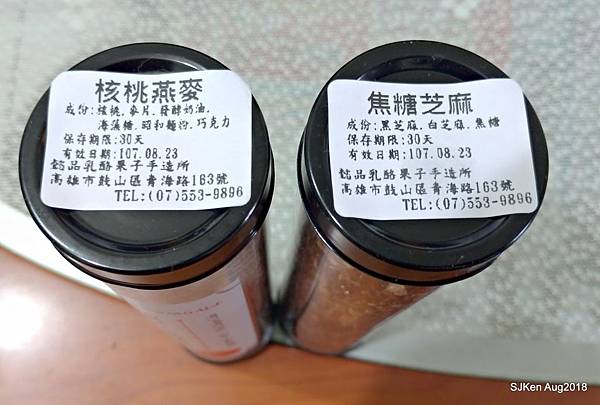 核桃燕麥
成份:核桃.麥片.發酵奶油.
海藻糖.昭和麵粉.巧克力
保存期限:30天
有效日期:107.08.23
懿品乳酪菓子手造所
高雄市鼓山區青海路163號
TEL:(07)553-9896
焦糖芝麻
成份:黑芝麻.白芝麻.焦糖
保存期限:30天
有效日期:107.08.23
懿品乳酪菓子手造所
高雄市鼓山區青海路163號
TEL:(07)553-9896
SJKen Aug2018